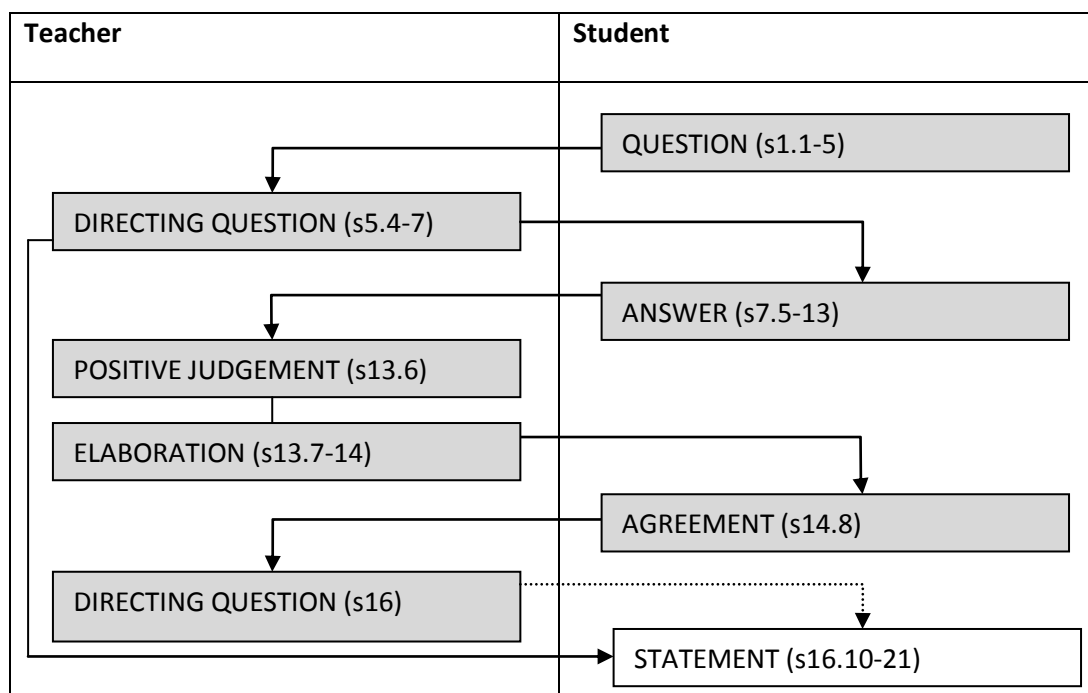 Teacher
Student
QUESTION (s1.1-5)
DIRECTING QUESTION (s5.4-7)
ANSWER (s7.5-13)
POSITIVE JUDGEMENT (s13.6)
ELABORATION (s13.7-14)
AGREEMENT (s14.8)
DIRECTING QUESTION (s16)
STATEMENT (s16.10-21)